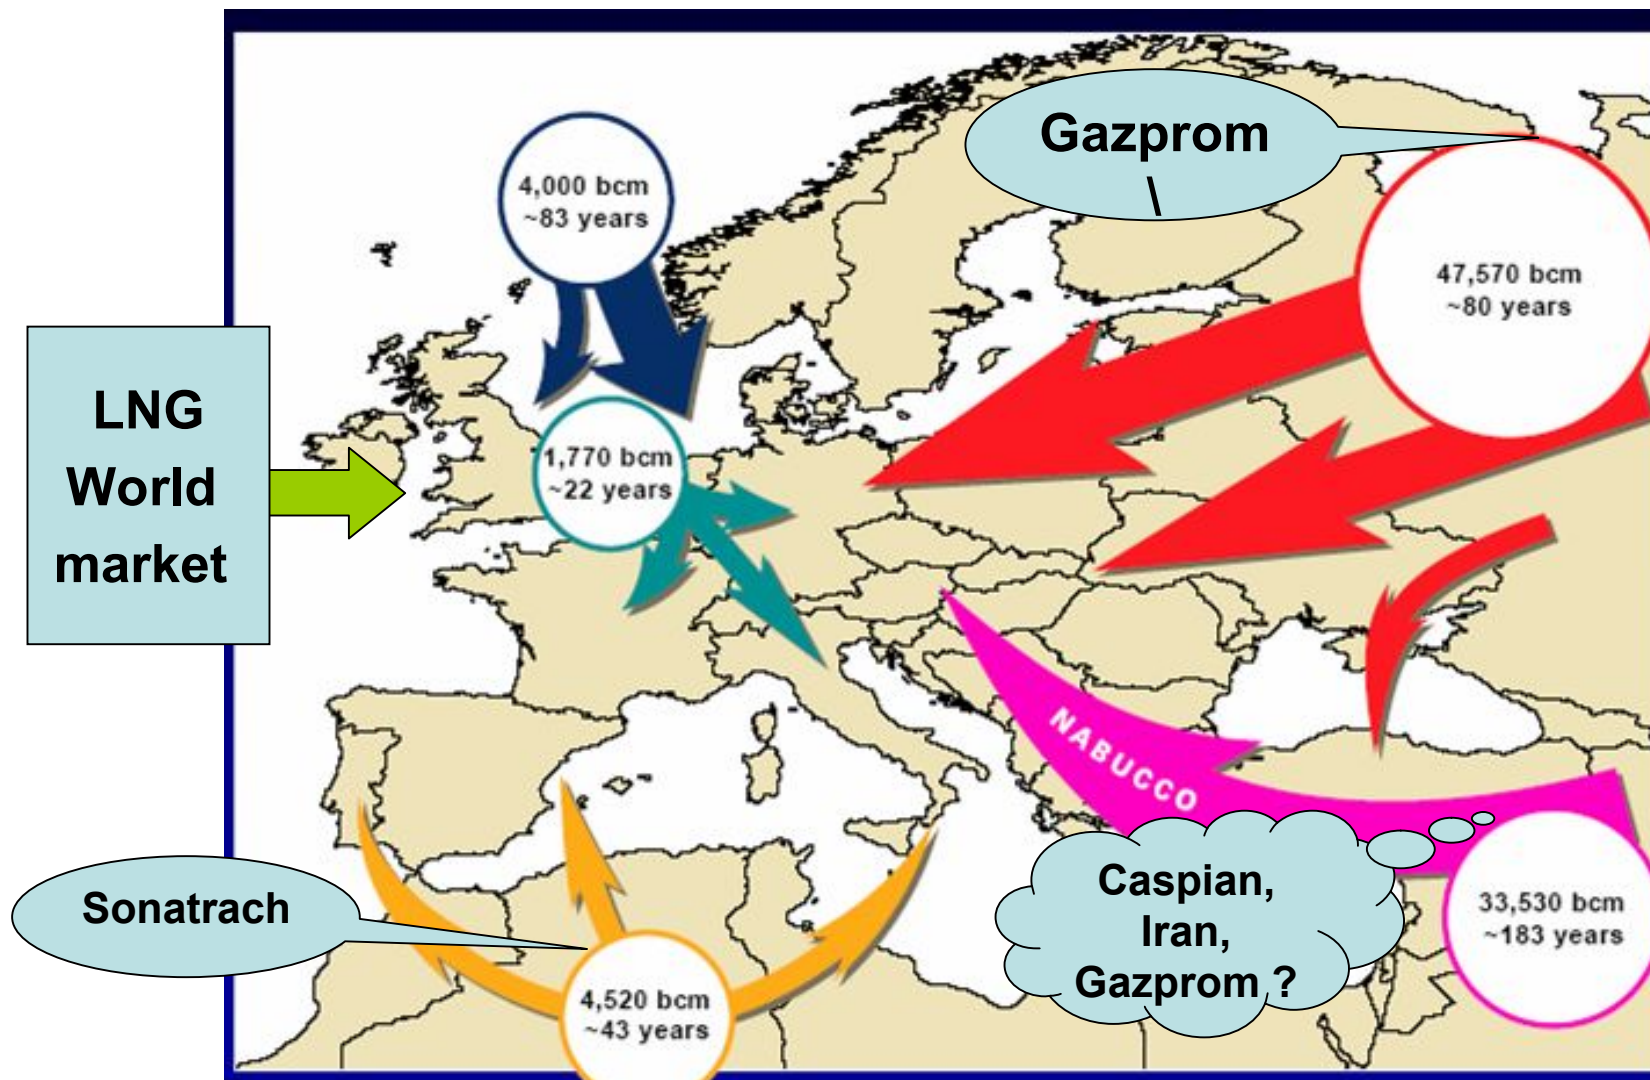 Gazprom
\
4,000 bcm
~83 years
47,570 bcm
~80 years
LNG
World
market
1,770 bcm
~22 years
NABUCCO
Sonatrach
Caspian,
Iran,
Gazprom ?
33,530 bcm
~183 years
4,520 bcm
~43 years